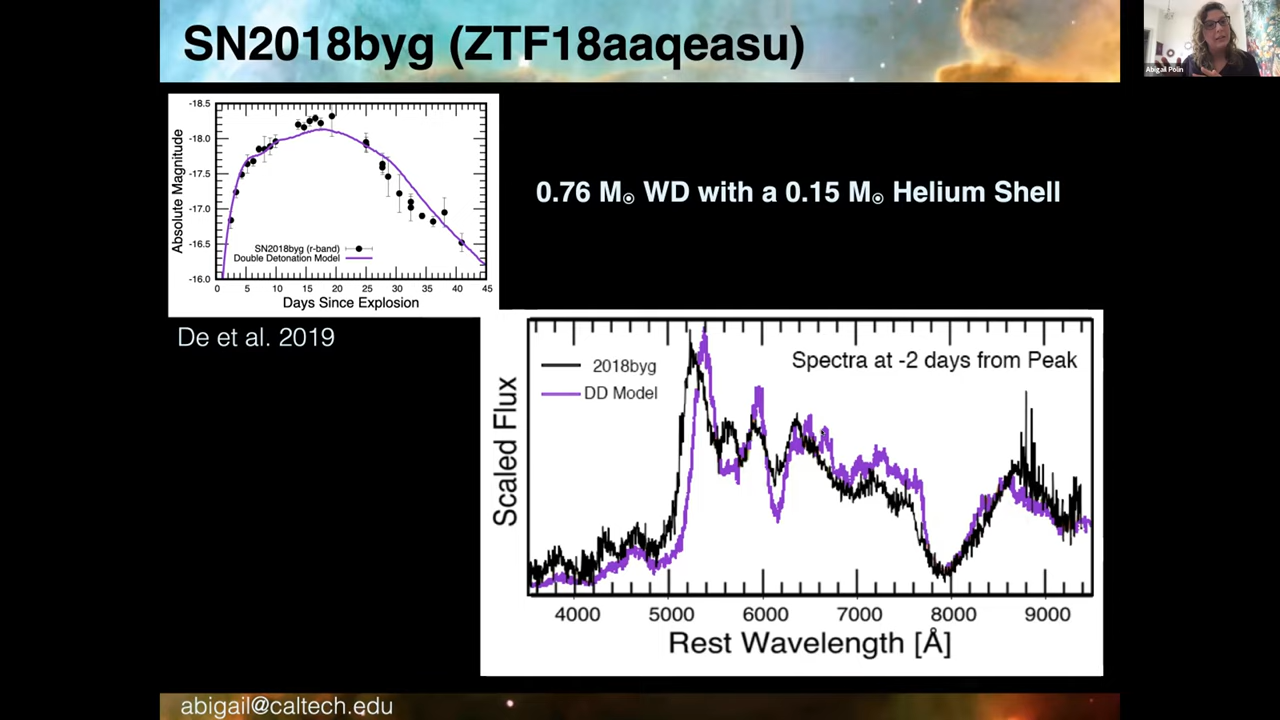 SN2018byg (ZTF18aaqeasu)
Abigail Polin
-18.5
-18.0
-17.5
-17.0
-16.5
-16.0
Absolute Magnitude
SN2018byg (r-band)
Double Detonation Model
0 5 10 15 20 25 30 35 40 45
Days Since Explosion
0.76 M☉ WD with a 0.15 M☉ Helium Shell
De et al. 2019
2018byg
DD Model
Spectra at -2 days from Peak
Scaled Flux
4000 5000 6000 7000 8000 9000
Rest Wavelength [Å]
abigail@caltech.edu